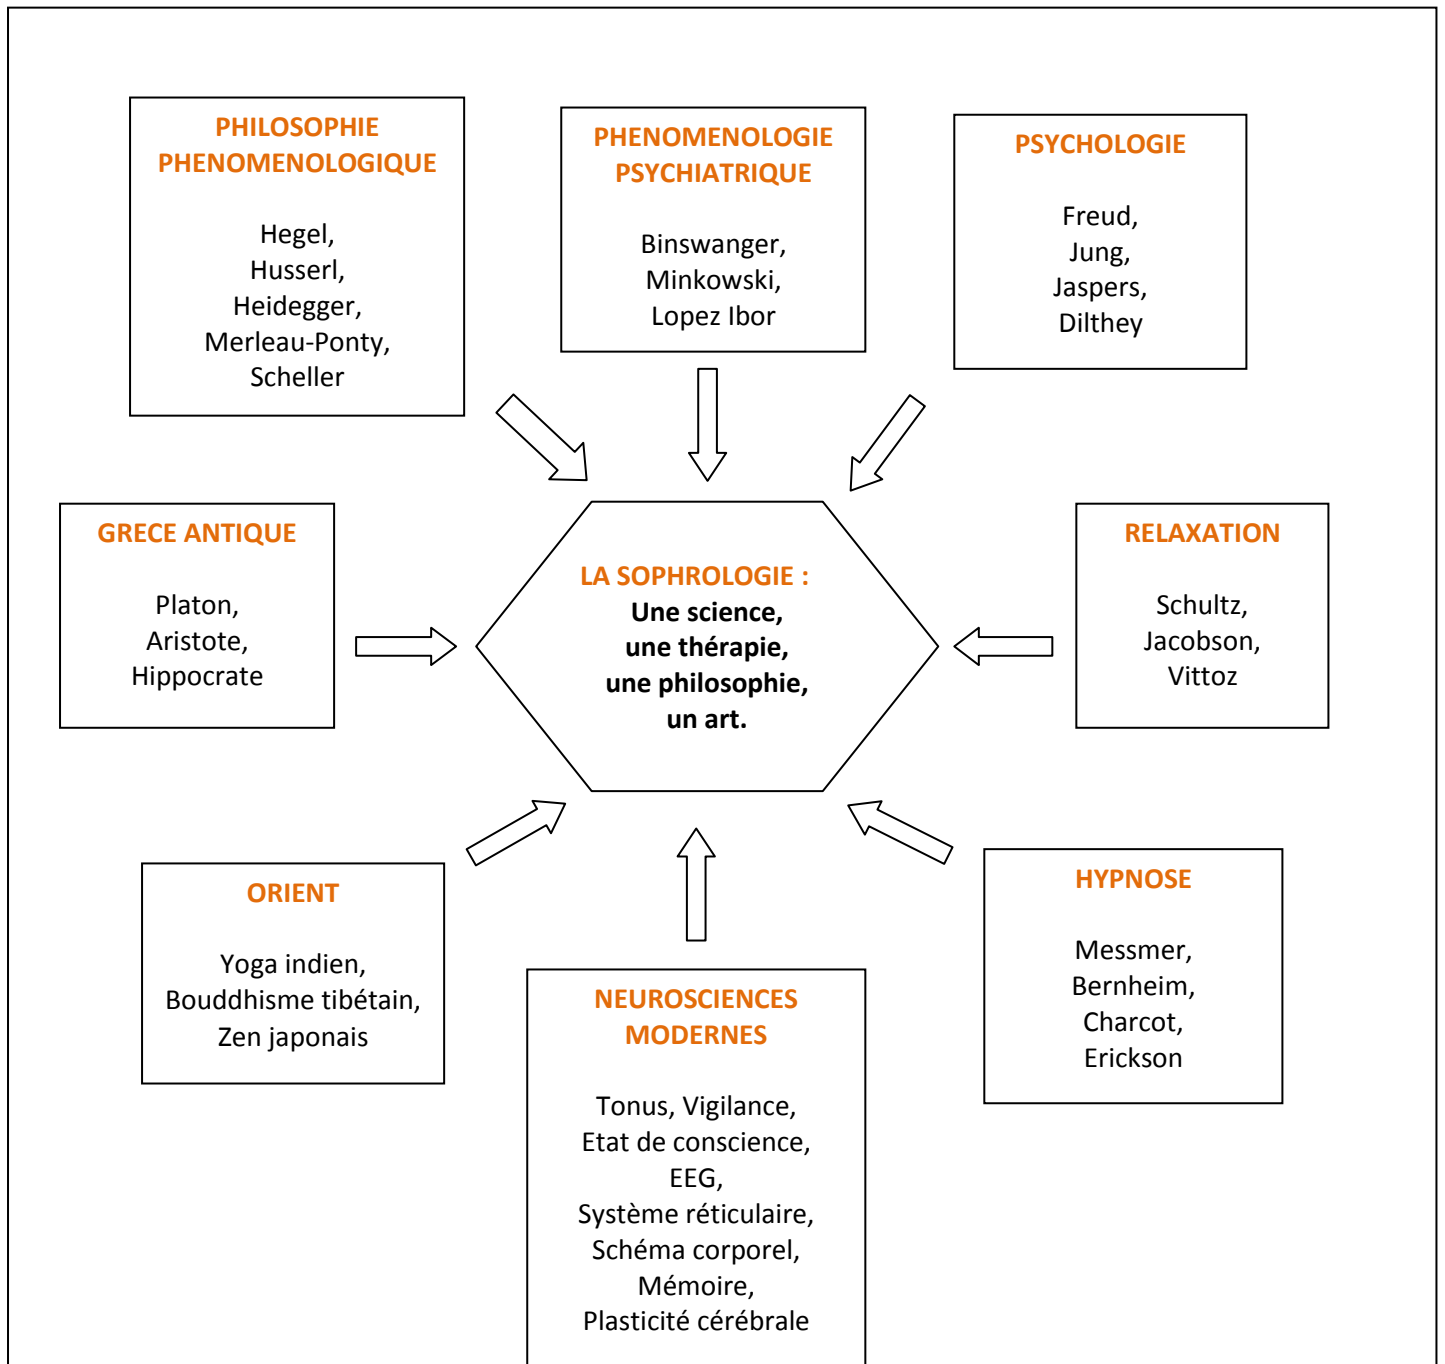 PHILOSOPHIE
PHENOMENOLOGIQUE
Hegel,
Husserl,
Heidegger,
Merleau-Ponty,
Scheller
PHENOMENOLOGIE
PSYCHIATRIQUE
Binswanger,
Minkowski,
Lopez Ibor
PSYCHOLOGIE
Freud,
Jung,
Jaspers,
Dilthey
GRECE ANTIQUE
Platon,
Aristote,
Hippocrate
LA SOPHROLOGIE :
Une science,
une thérapie,
une philosophie,
un art.
RELAXATION
Schultz,
Jacobson,
Vittoz
ORIENT
Yoga indien,
Bouddhisme tibétain,
Zen japonais
NEUROSCIENCES
MODERNES
Tonus, Vigilance,
Etat de conscience,
EEG,
Système réticulaire,
Schéma corporel,
Mémoire,
Plasticité cérébrale
HYPNOSE
Messmer,
Bernheim,
Charcot,
Erickson